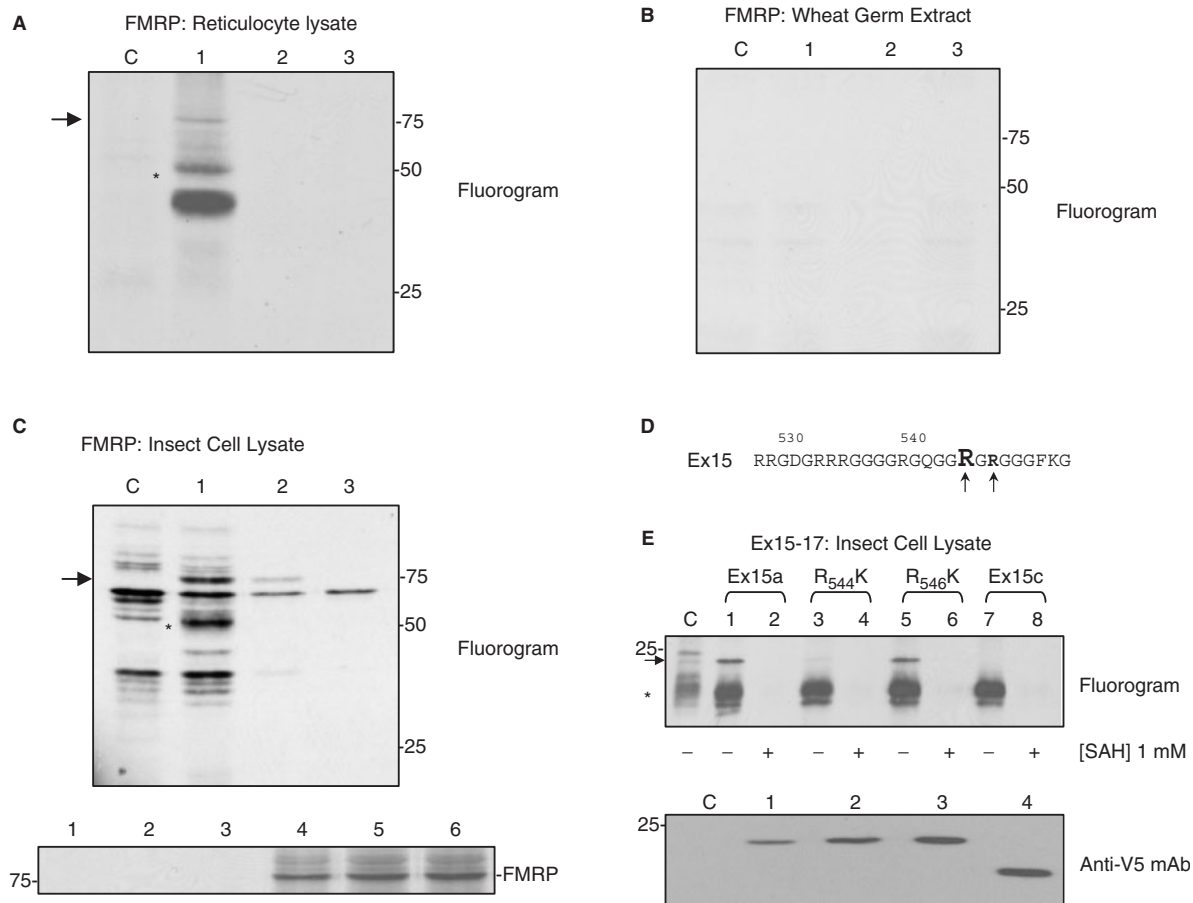 A
FMRP: Reticulocyte lysate
C 1 2 3
-75
-50
*
-25
Fluorogram
B
FMRP: Wheat Germ Extract
C 1 2 3
-75
-50
-25
Fluorogram
C
FMRP: Insect Cell Lysate
C 1 2 3
-75
*
-50
-25
Fluorogram
1 2 3 4 5 6
75-
-FMRP
D
530 540
Ex15 RRGDGRRRGGGGRGQGGRGRGGGFKG
E
Ex15-17: Insect Cell Lysate
Ex15a R544K R546K Ex15c
C 1 2 3 4 5 6 7 8
25-
*
Fluorogram
– – + – + – + – + [SAH] 1 mM
C 1 2 3 4
25-
Anti-V5 mAb